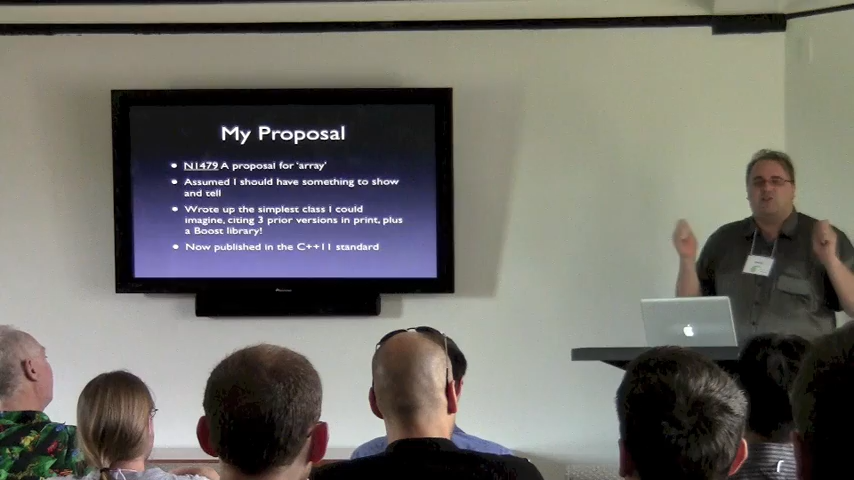 My Proposal
N1479 A proposal for 'array'
Assumed I should have something to show
and tell
Wrote up the simplest class I could
imagine, citing 3 prior versions in print, plus
a Boost library!
Now published in the C++11 standard